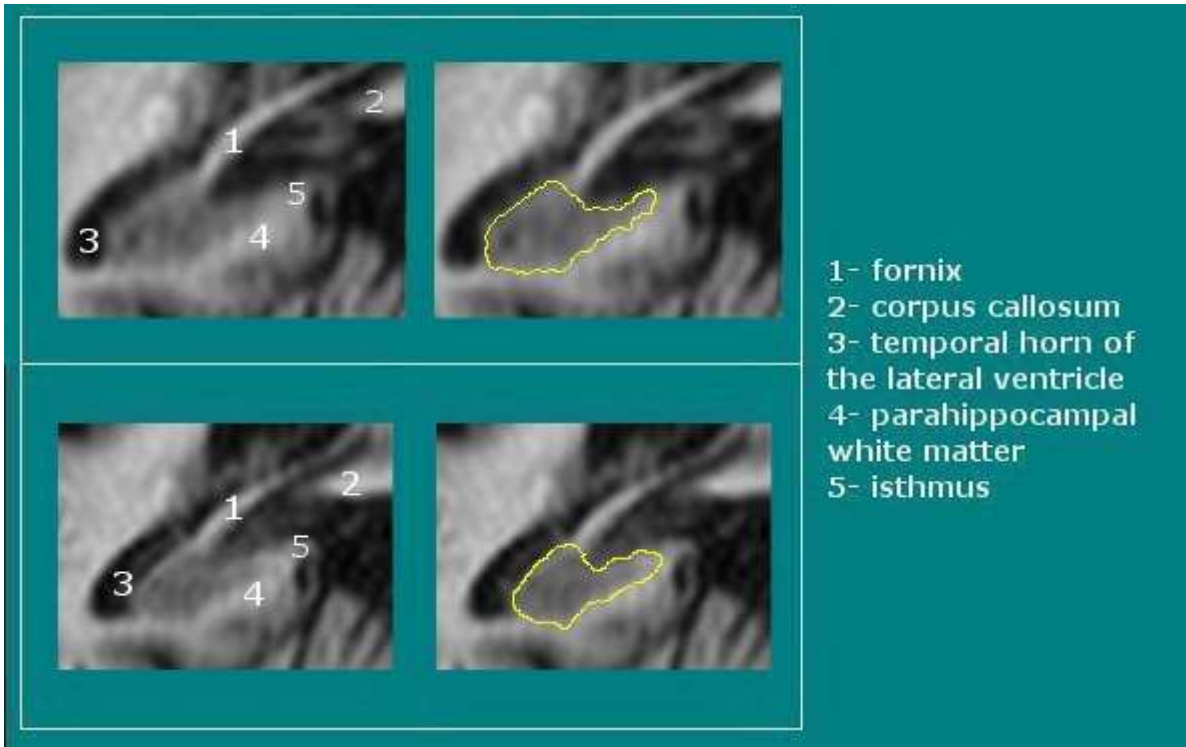 2
1
5
4
3
2
1
5
3
4
1- fornix
2- corpus callosum
3- temporal horn of
the lateral ventricle
4- parahippocampal
white matter
5- isthmus